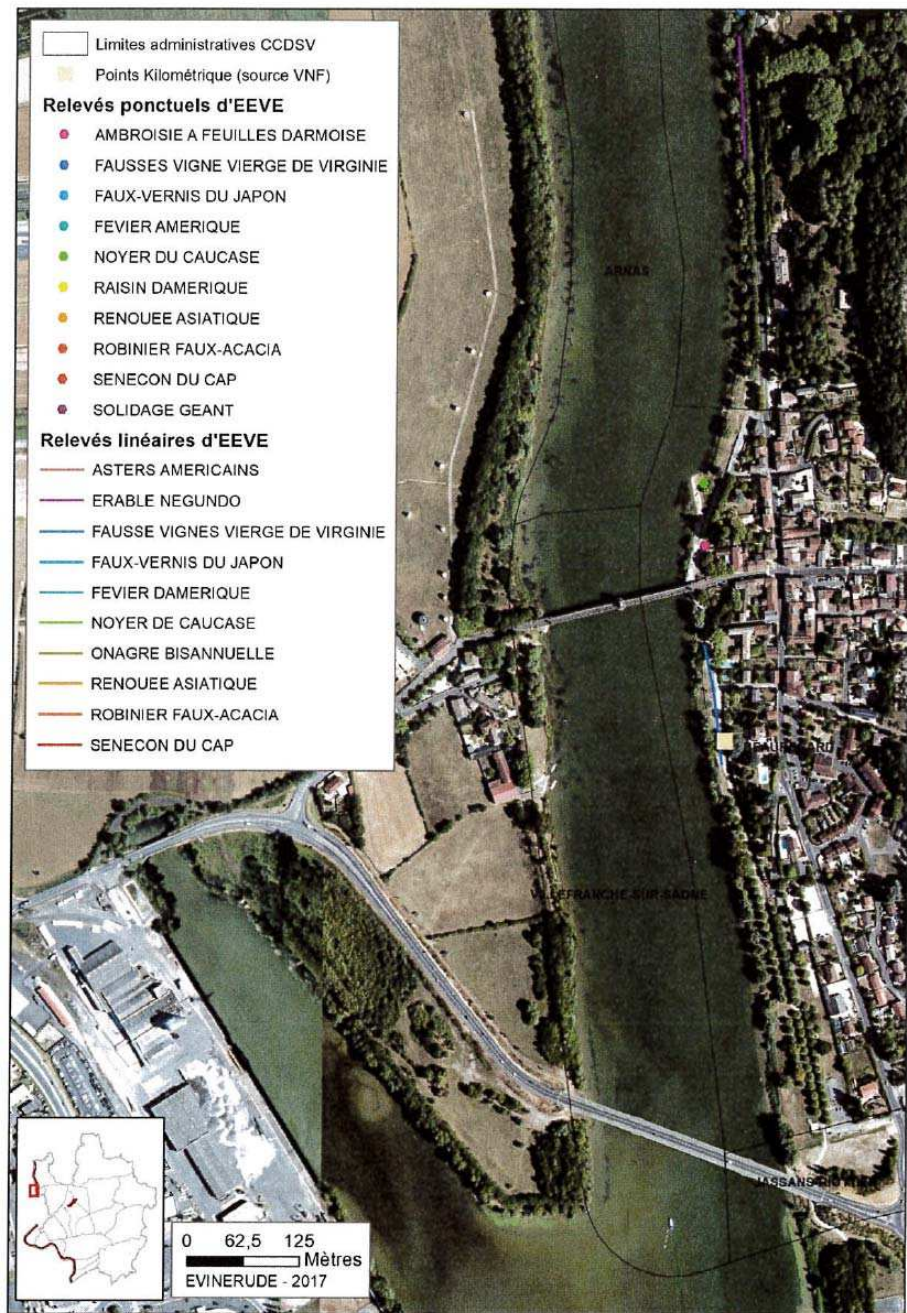 Limites administratives CCDSV
Points Kilométrique (source VNF)
Relevés ponctuels d'EEVE
AMBROISIE A FEUILLES DARMOISE
FAUSSES VIGNE VIERGE DE VIRGINIE
FAUX-VERNIS DU JAPON
FEVIER AMERIQUE
NOYER DU CAUCASE
RAISIN DAMERIQUE
RENOUEE ASIATIQUE
ROBINIER FAUX-ACACIA
SENECON DU CAP
SOLIDAGE GEANT
Relevés linéaires d'EEVE
ASTERS AMERICAINS
ERABLE NEGUNDO
FAUSSE VIGNES VIERGE DE VIRGINIE
FAUX-VERNIS DU JAPON
FEVIER DAMERIQUE
NOYER DE CAUCASE
ONAGRE BISANNUELLE
RENOUEE ASIATIQUE
ROBINIER FAUX-ACACIA
SENECON DU CAP
ARNAS
VILLEFRANCHE-SUR-SAONE
0 62,5 125
Mètres
EVINERUDE - 2017